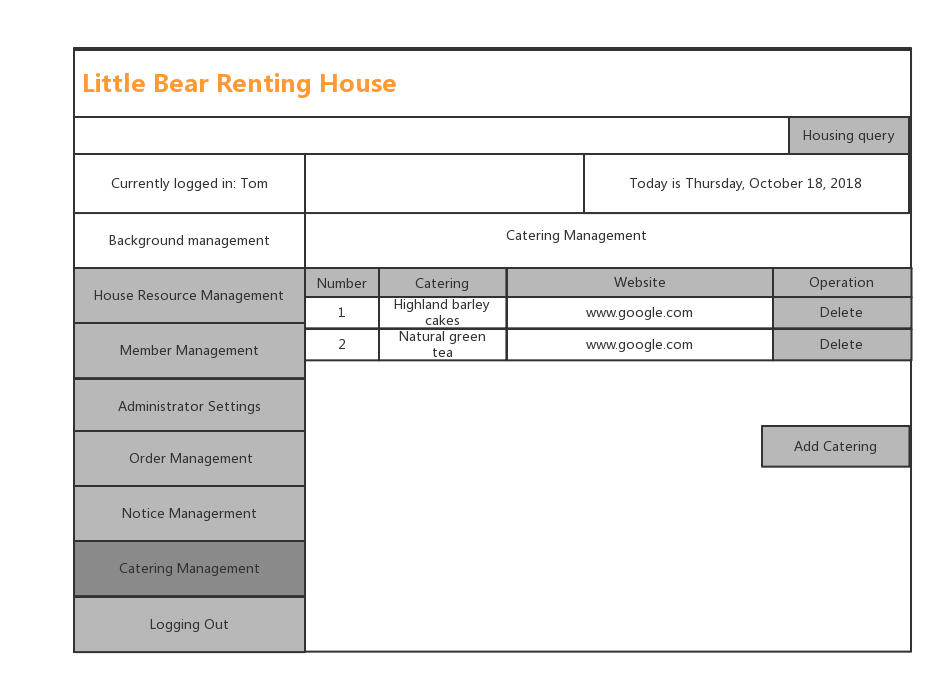 Little Bear Renting House
Housing query
Currently logged in: Tom
Today is Thursday, October 18, 2018
Background management
Catering Management
House Resource Management
Member Management
Administrator Settings
Order Management
Notice Managerment
Catering Management
Logging Out
Number
Catering
Website
Operation
1
Highland barley
cakes
www.google.com
Delete
2
Natural green
tea
www.google.com
Delete
Add Catering